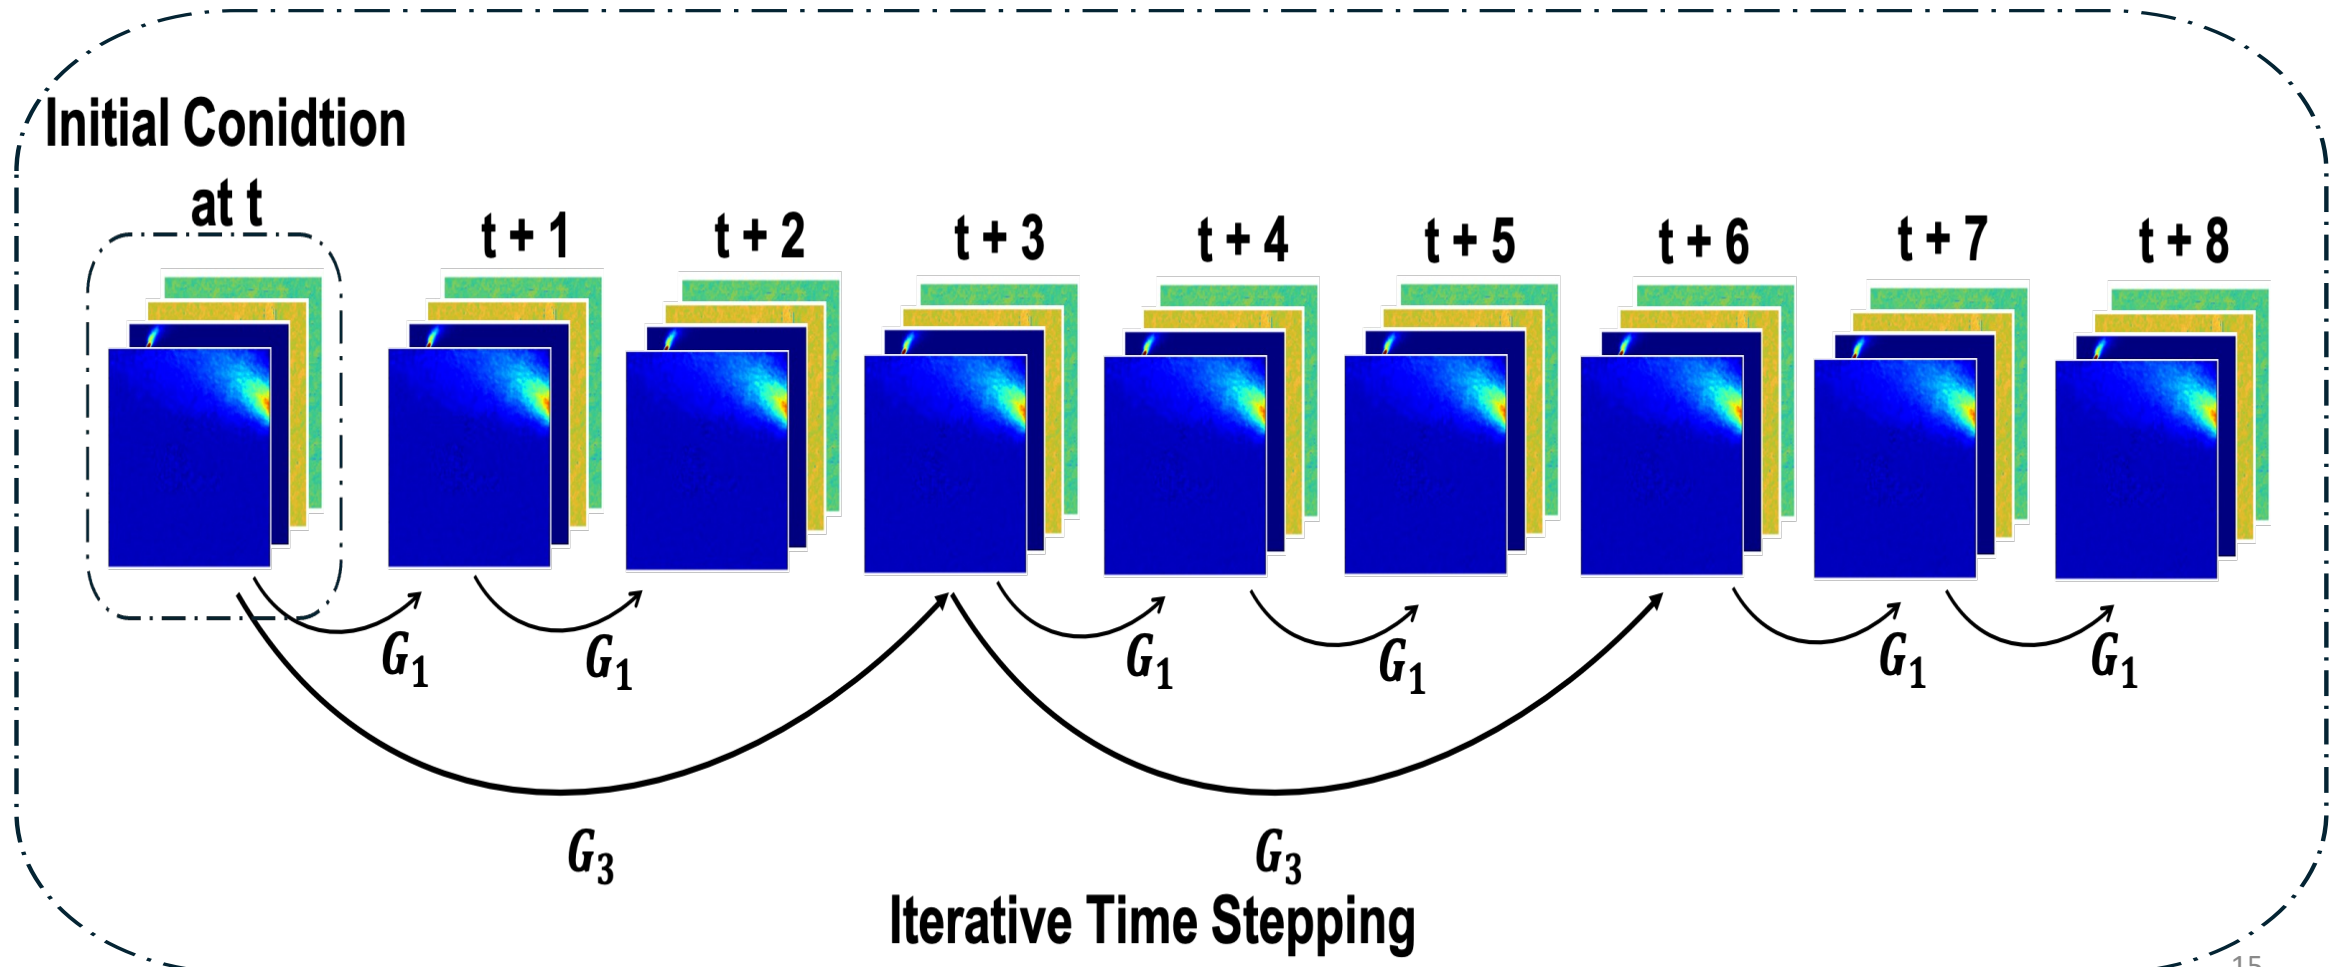 Initial Conidtion
at t
t + 1
t + 2
t + 3
t + 4
t + 5
t + 6
t + 7
t + 8
G₁
G₁
G₁
G₁
G₁
G₁
G₃
G₃
Iterative Time Stepping
15